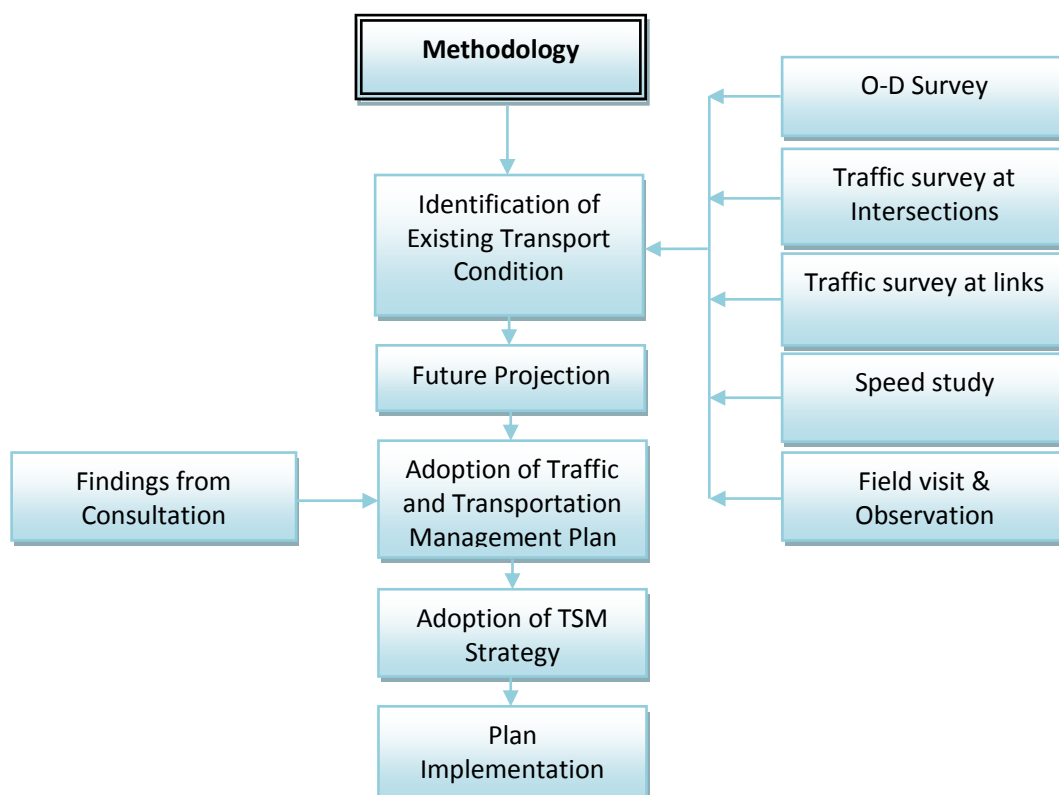 Methodology
O-D Survey
Traffic survey at
Intersections
Identification of
Existing Transport
Condition
Traffic survey at links
Future Projection
Speed study
Findings from
Consultation
Adoption of Traffic
and Transportation
Management Plan
Field visit &
Observation
Adoption of TSM
Strategy
Plan
Implementation